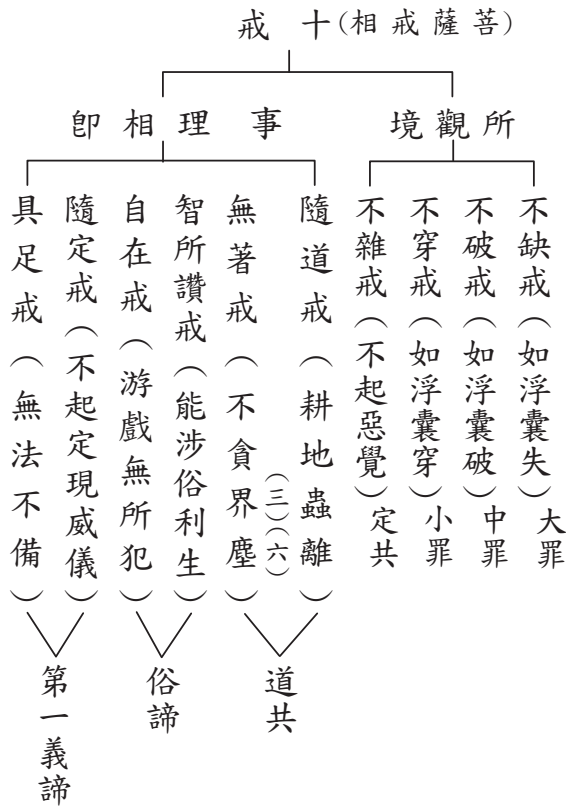 （菩薩戒相）十戒
所觀境
事理相即
不缺戒（如浮囊失）大罪
不破戒（如浮囊破）中罪
不穿戒（如浮囊穿）小罪
不雜戒（不起惡覺）定共
隨道戒（耕地蟲離）
無著戒（不貪界塵）
（三）（六）
智所讚戒（能涉俗利生）
自在戒（游戲無所犯）
隨定戒（不起定現威儀）
具足戒（無法不備）
道共
俗諦
第一義諦